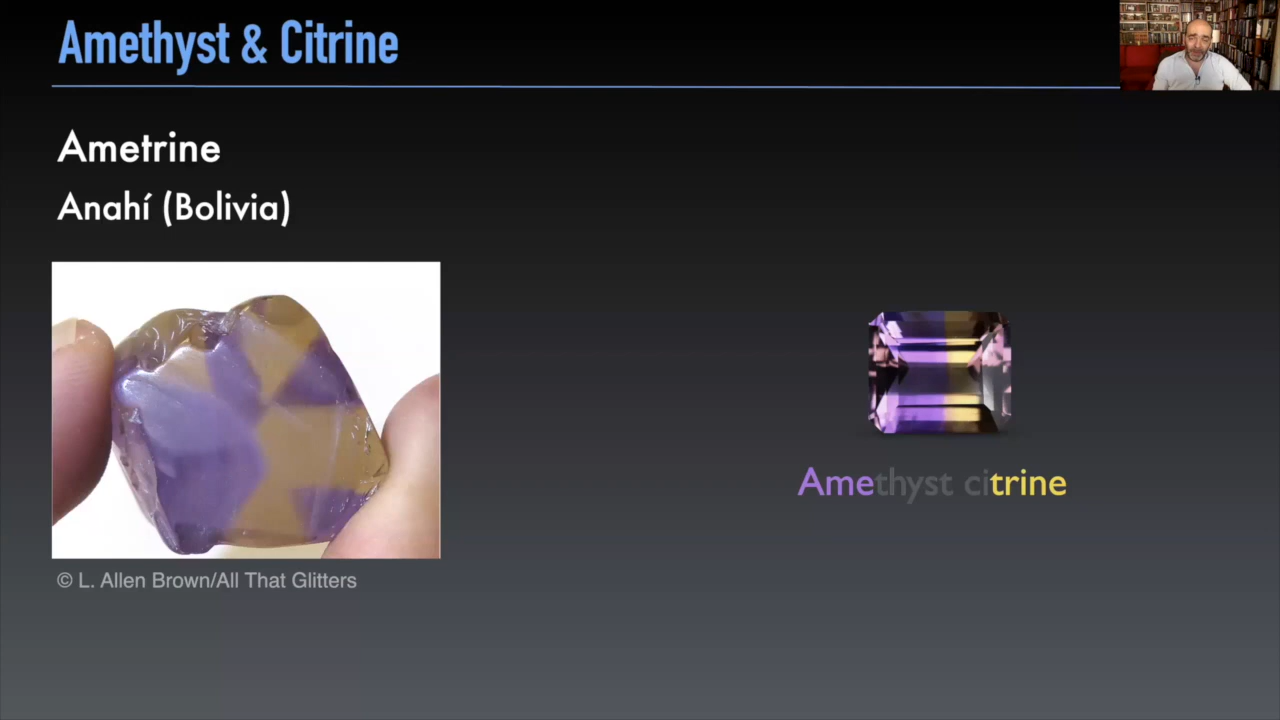 Amethyst & Citrine
Ametrine
Anahí (Bolivia)
Amethyst citrine
© L. Allen Brown/All That Glitters